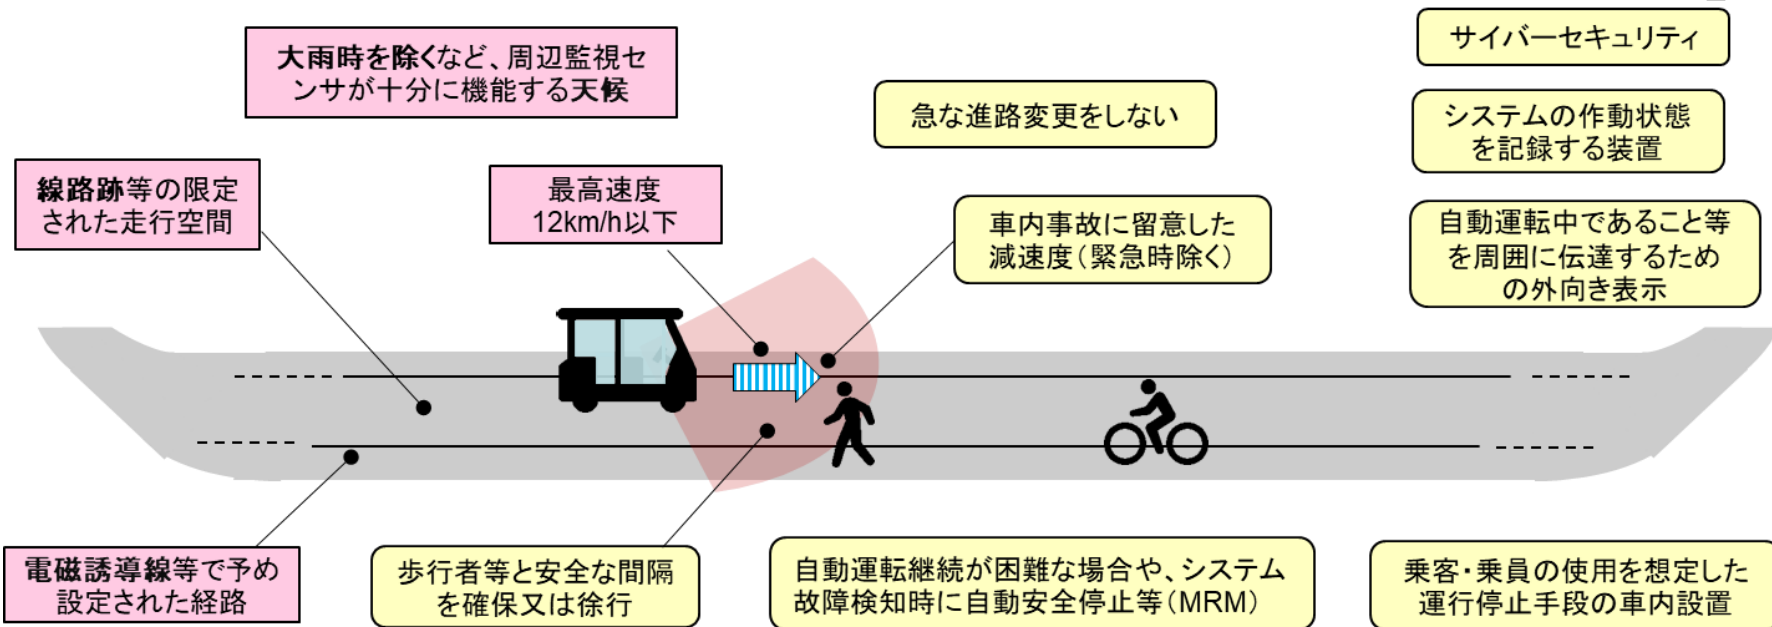 大雨時を除くなど、周辺監視セ
ンサが十分に機能する天候
サイバーセキュリティ
急な進路変更をしない
システムの作動状態
を記録する装置
線路跡等の限定
された走行空間
最高速度
12km/h以下
車内事故に留意した
減速度（緊急時除く）
自動運転中であること等
を周囲に伝達するため
の外向き表示
電磁誘導線等で予め
設定された経路
歩行者等と安全な間隔
を確保又は徐行
自動運転継続が困難な場合や、システム
故障検知時に自動安全停止等（MRM）
乗客・乗員の使用を想定した
運行停止手段の車内設置